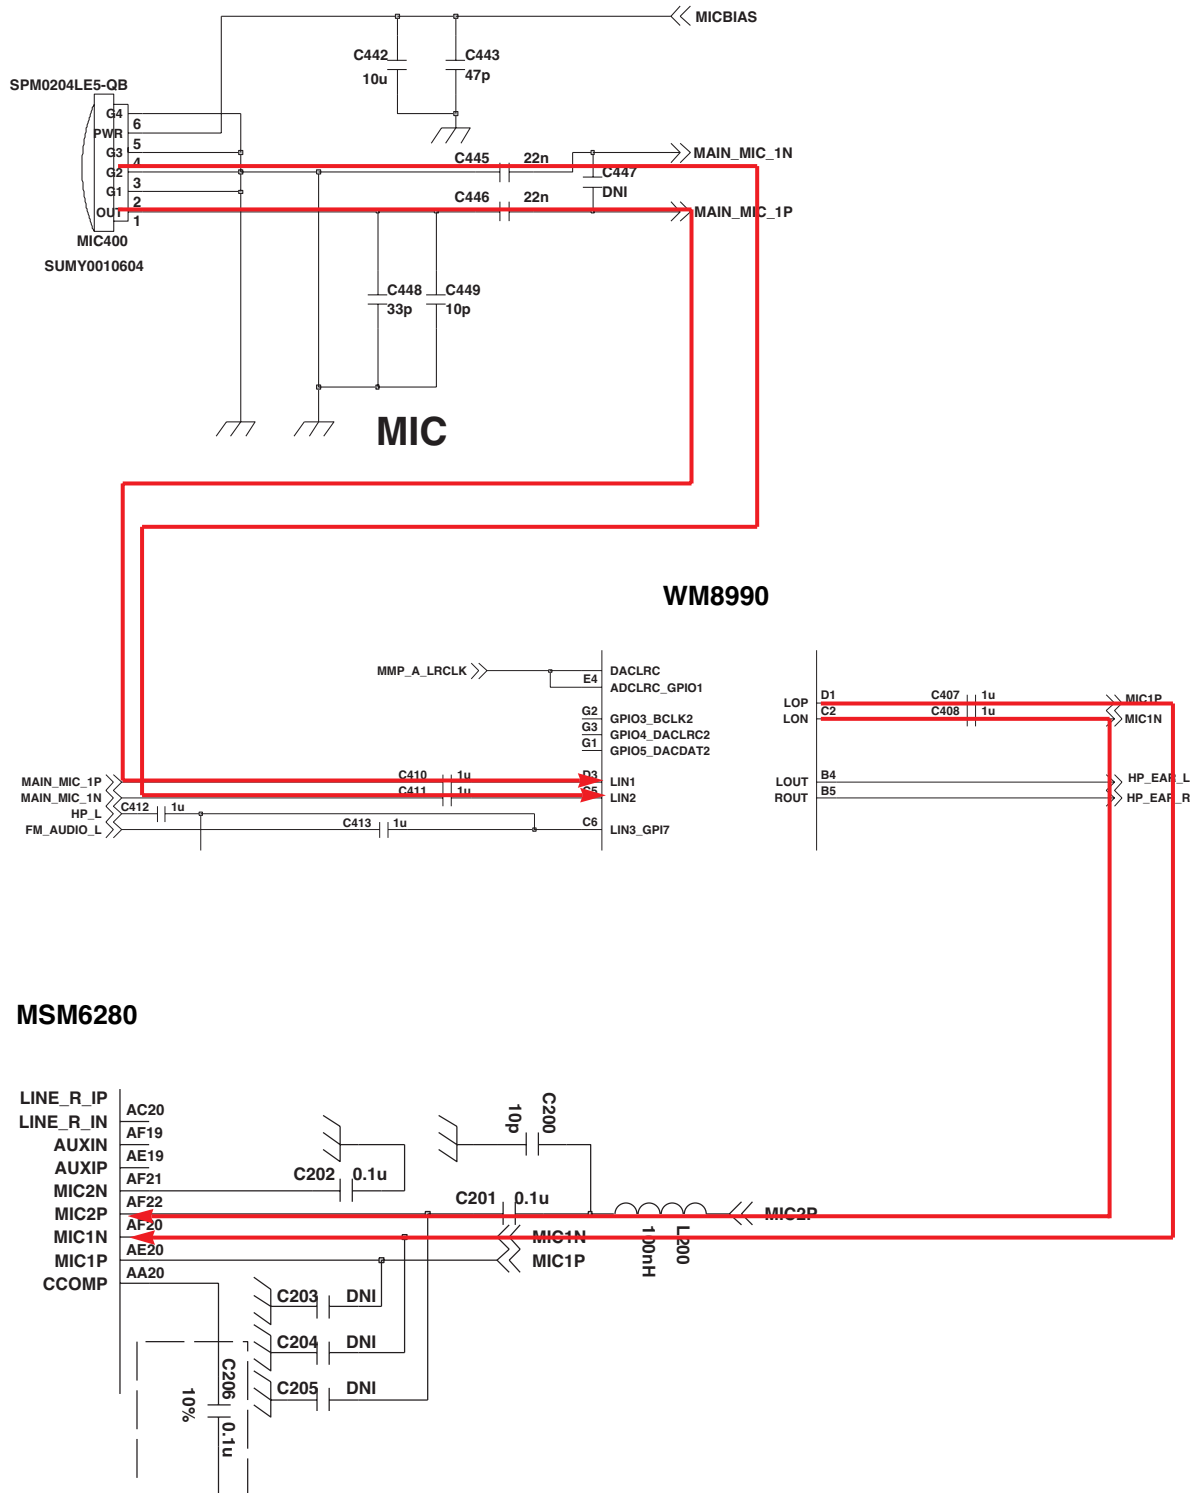 MICBIAS
C442 C443
10u 47p
SPM0204LE5-QB
G4
6
PWR
5
G3
4
G2
3
G1
2
OUT
1
MIC400
SUMY0010604
C445 22n
MAIN_MIC_1N
C447
DNI
C446 22n
MAIN_MIC_1P
C448 C449
33p 10p
MIC
WM8990
MMP_A_LRCLK
DACLRC
E4
ADCLRC_GPIO1
G2
GPIO3_BCLK2
G3
GPIO4_DACLRC2
G1
GPIO5_DACDAT2
MAIN_MIC_1P C410 1u D3 LIN1
MAIN_MIC_1N C411 1u C5 LIN2
HP_L C412 1u
FM_AUDIO_L C413 1u C6 LIN3_GPI7
LOP D1 C407 1u MIC1P
LON C2 C408 1u MIC1N
LOUT B4 HP_EAR_L
ROUT B5 HP_EAR_R
MSM6280
LINE_R_IP
AC20
LINE_R_IN
AF19
AUXIN
AE19
AUXIP
AF21
MIC2N
AF22
MIC2P
AF20
MIC1N
AE20
MIC1P
AA20
CCOMP
C202 0.1u
C200
10p
C201 0.1u
L200
100nH
MIC2P
MIC1N
MIC1P
C203 DNI
C204 DNI
C205 DNI
C206
10%
0.1u